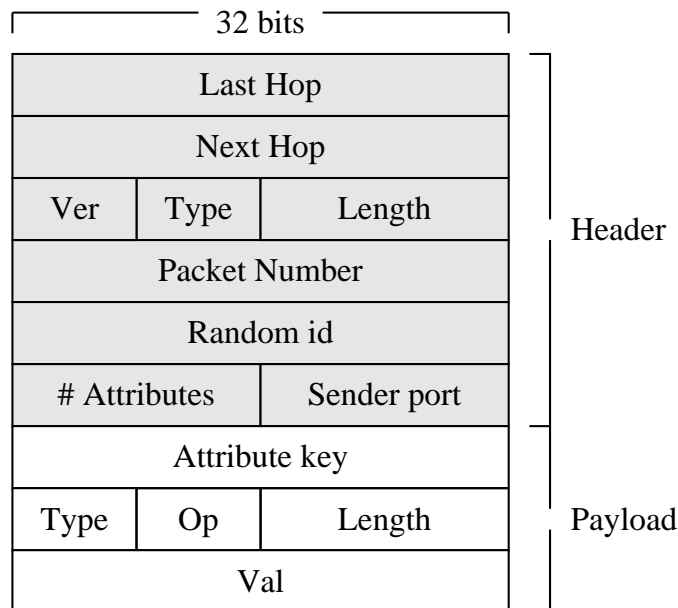 32 bits
Last Hop
Next Hop
Ver Type Length
Header
Packet Number
Random id
# Attributes Sender port
Attribute key
Type Op Length
Payload
Val